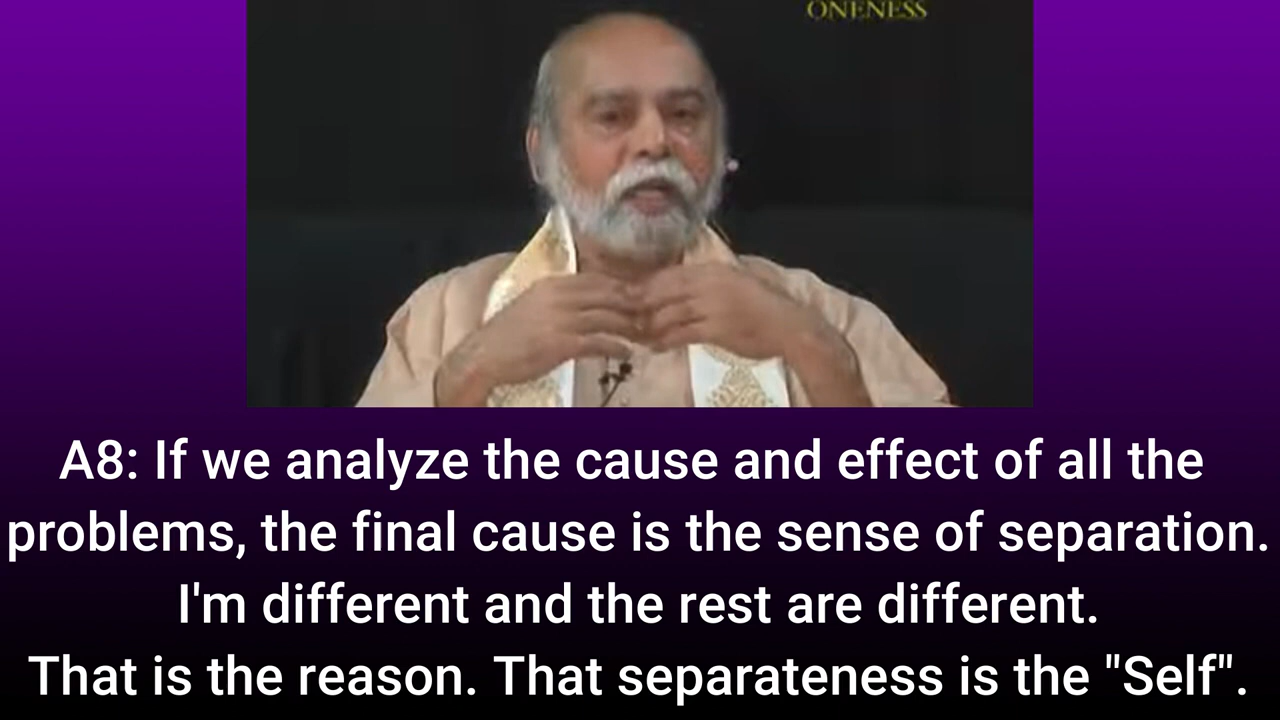 ONENESS
A8: If we analyze the cause and effect of all the
problems, the final cause is the sense of separation.
I'm different and the rest are different.
That is the reason. That separateness is the "Self".